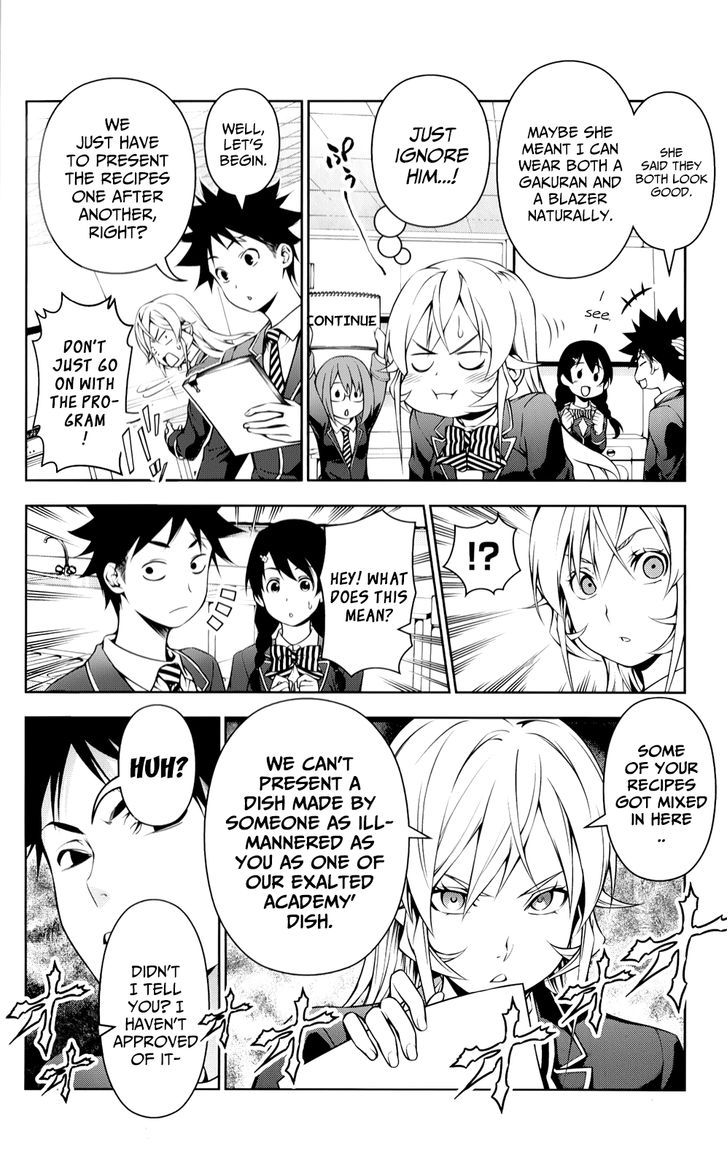 SHE
SAID THEY
BOTH LOOK
GOOD.
MAYBE SHE
MEANT I CAN
WEAR BOTH A
GAKURAN AND
A BLAZER
NATURALLY.
see.
JUST
IGNORE
HIM...!
ぷぅ
CONTINUE
WELL,
LET'S
BEGIN.
WE
JUST HAVE
TO PRESENT
THE RECIPES
ONE AFTER
ANOTHER,
RIGHT?
DON'T
JUST GO
ON WITH
THE PRO-
GRAM
!
!?
HEY! WHAT
DOES THIS
MEAN?
SOME
OF YOUR
RECIPES
GOT MIXED
IN HERE
..
WE CAN'T
PRESENT A
DISH MADE BY
SOMEONE AS ILL-
MANNERED AS
YOU AS ONE OF
OUR EXALTED
ACADEMY'
DISH.
HUH?
DIDN'T
I TELL
YOU? I
HAVEN'T
APPROVED
OF IT-